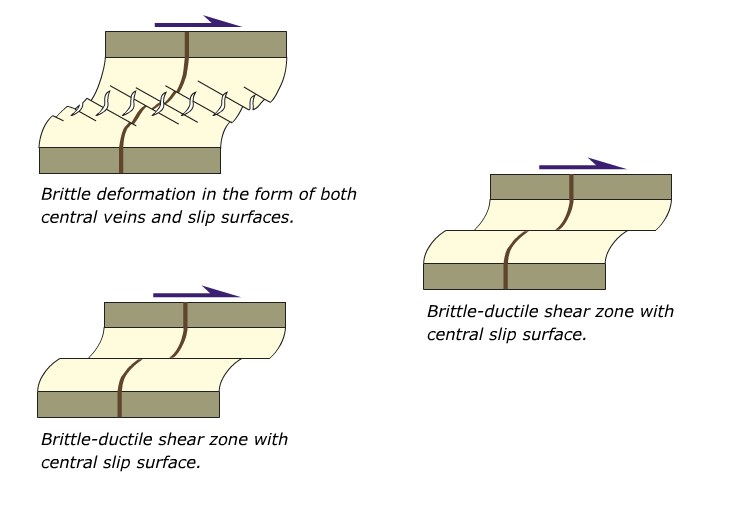 Brittle deformation in the form of both
central veins and slip surfaces.
Brittle-ductile shear zone with
central slip surface.
Brittle-ductile shear zone with
central slip surface.